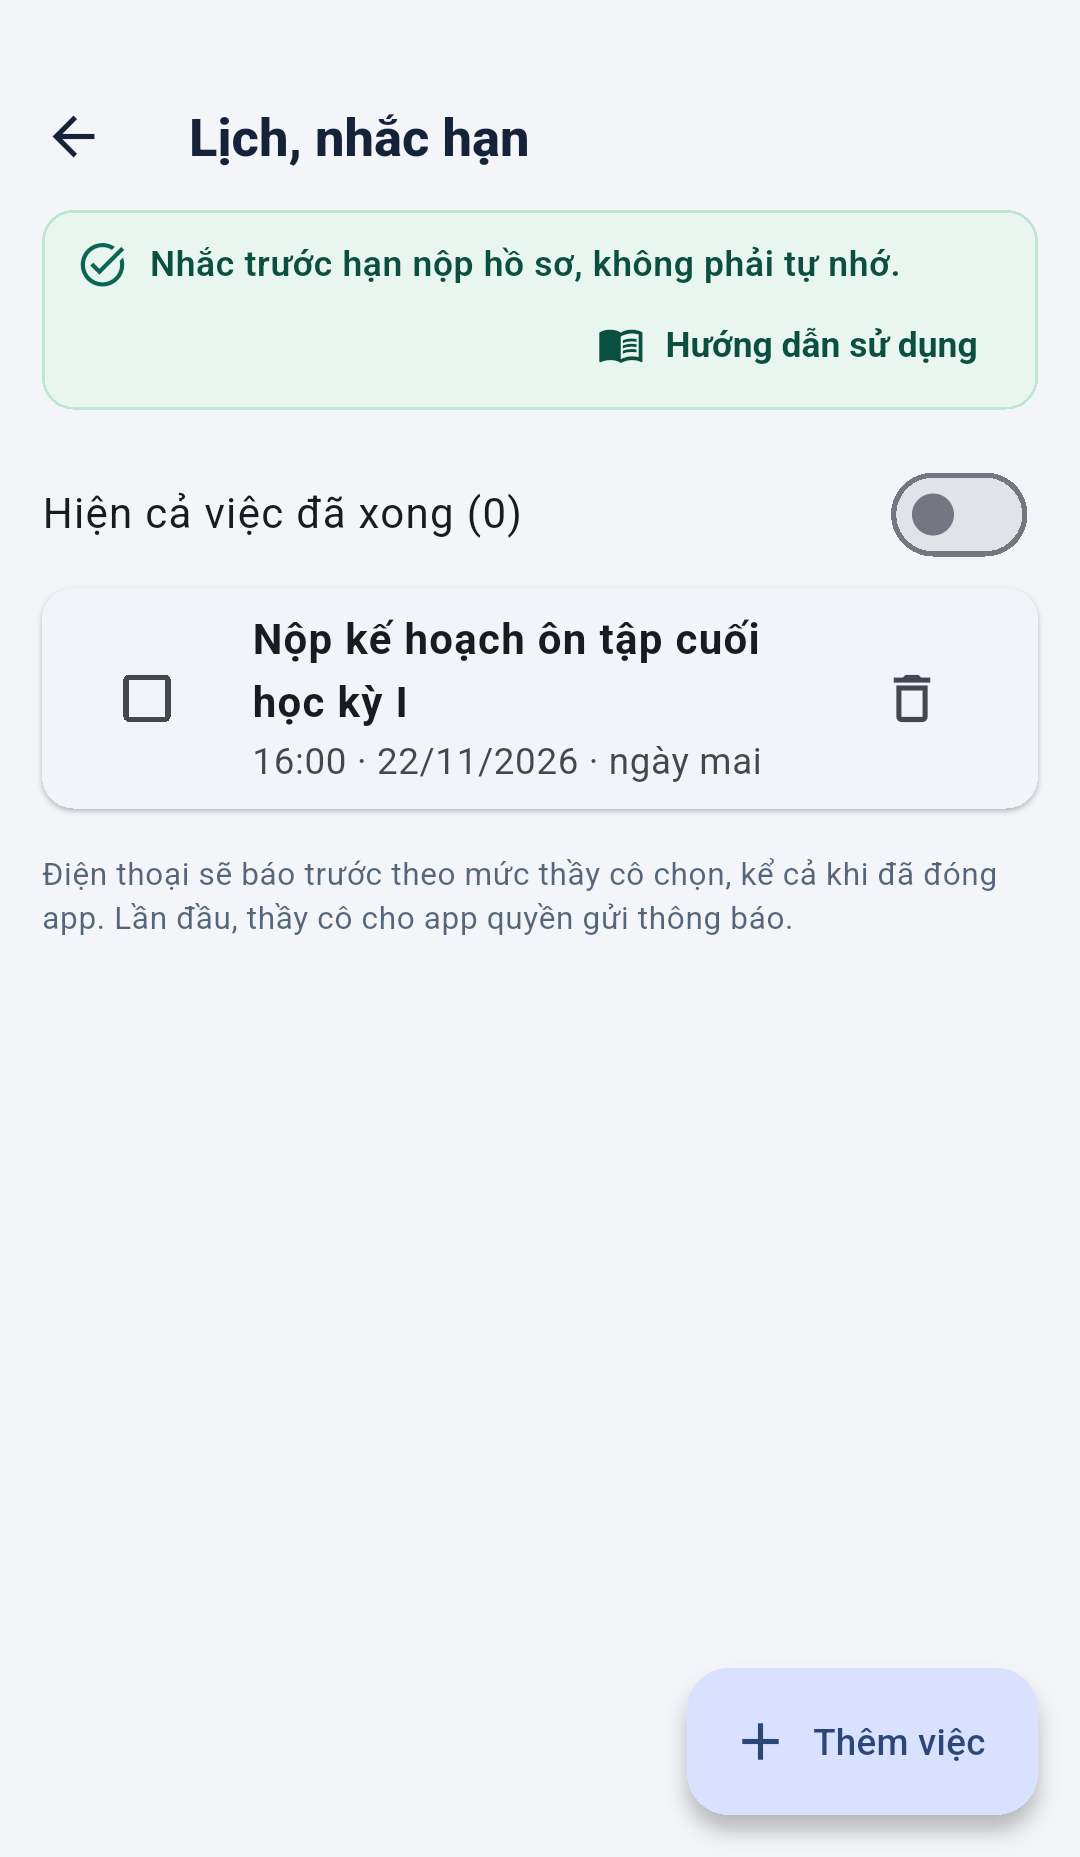 Lịch, nhắc hạn
Nhắc trước hạn nộp hồ sơ, không phải tự nhớ.
Hướng dẫn sử dụng
Hiện cả việc đã xong (0)
Nộp kế hoạch ôn tập cuối
học kỳ I
16:00 · 22/11/2026 · ngày mai
Điện thoại sẽ báo trước theo mức thầy cô chọn, kể cả khi đã đóng
app. Lần đầu, thầy cô cho app quyền gửi thông báo.
Thêm việc